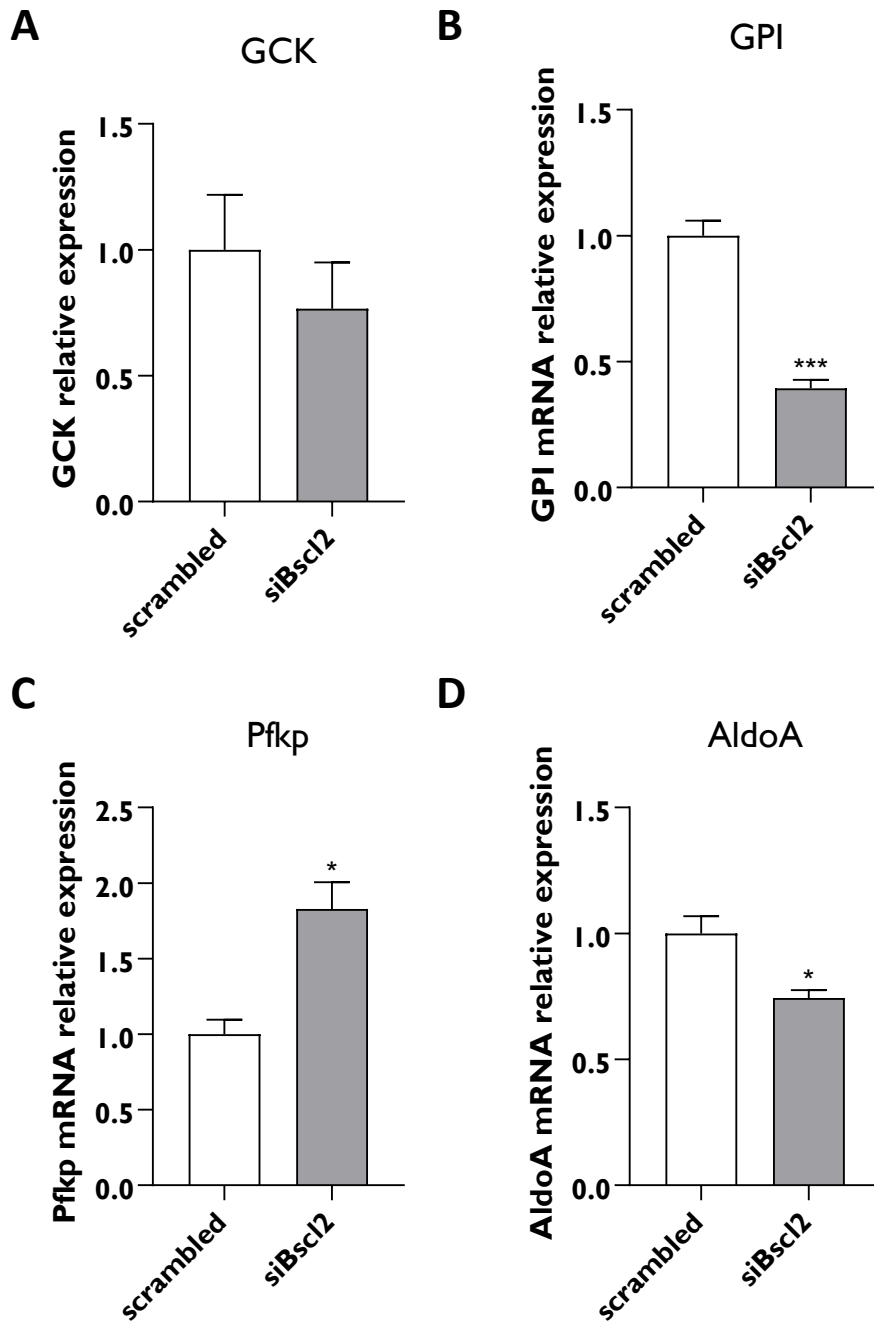 A
GCK
GCK relative expression
1.5
1.0
0.5
0.0
scrambled
siBscl2
B
GPI
GPI mRNA relative expression
1.5
1.0
0.5
0.0
***
scrambled
siBscl2
C
Pfkp
Pfkp mRNA relative expression
2.5
2.0
1.5
1.0
0.5
0.0
*
scrambled
siBscl2
D
AldoA
AldoA mRNA relative expression
1.5
1.0
0.5
0.0
*
scrambled
siBscl2